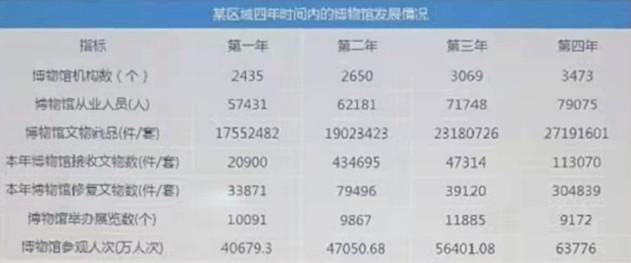 某区域四年时间内的博物馆发展情况
指标 第一年 第二年 第三年 第四年
博物馆机构数(个) 2435 2650 3069 3473
博物馆从业人员(人) 57431 62181 71748 79075
博物馆文物藏品(件/套) 17552482 19023423 23180726 27191601
本年博物馆接收文物数(件/套) 20900 434695 47314 113070
本年博物馆修复文物数(件/套) 33871 79496 39120 304839
博物馆举办展览数(个) 10091 9867 11885 9172
博物馆参观人次(万人次) 40679.3 47050.68 56401.08 63776